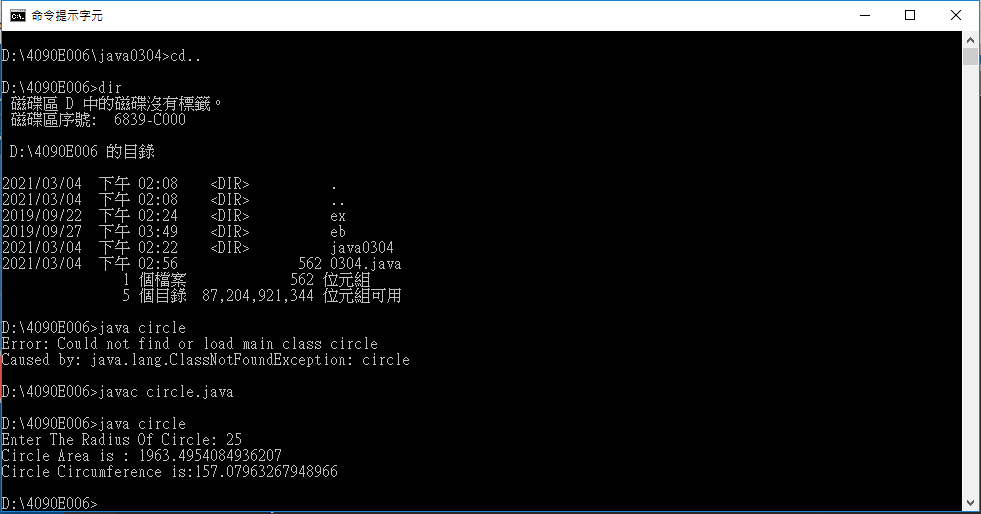 命令提示字元
D:\4090E006\java0304>cd..
D:\4090E006>dir
磁碟區 D 中的磁碟沒有標籤。
磁碟區序號:  6839-C000
D:\4090E006 的目錄
2021/03/04  下午 02:08    <DIR>          .
2021/03/04  下午 02:08    <DIR>          ..
2019/09/22  下午 02:24    <DIR>          ex
2019/09/27  下午 03:49    <DIR>          eb
2021/03/04  下午 02:22    <DIR>          java0304
2021/03/04  下午 02:56               562 0304.java
1 個檔案             562 位元組
5 個目錄  87,204,921,344 位元組可用
D:\4090E006>java circle
Error: Could not find or load main class circle
Caused by: java.lang.ClassNotFoundException: circle
D:\4090E006>javac circle.java
D:\4090E006>java circle
Enter The Radius Of Circle: 25
Circle Area is : 1963.4954084936207
Circle Circumference is:157.07963267948966
D:\4090E006>